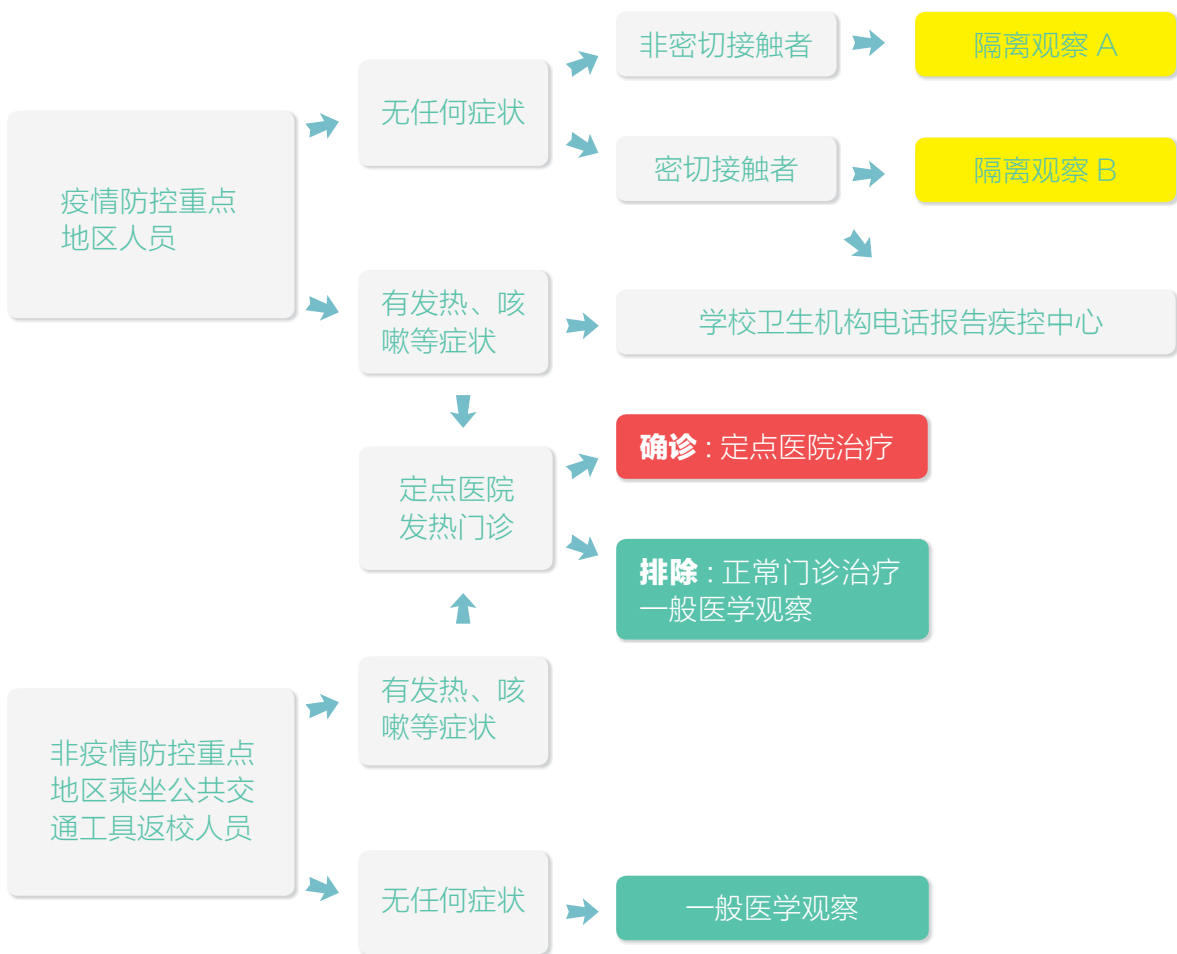 非密切接触者
隔离观察 A
无任何症状
密切接触者
隔离观察 B
疫情防控重点
地区人员
有发热、咳
嗽等症状
学校卫生机构电话报告疾控中心
确诊 : 定点医院治疗
定点医院
发热门诊
排除 : 正常门诊治疗
一般医学观察
有发热、咳
嗽等症状
非疫情防控重点
地区乘坐公共交
通工具返校人员
无任何症状
一般医学观察